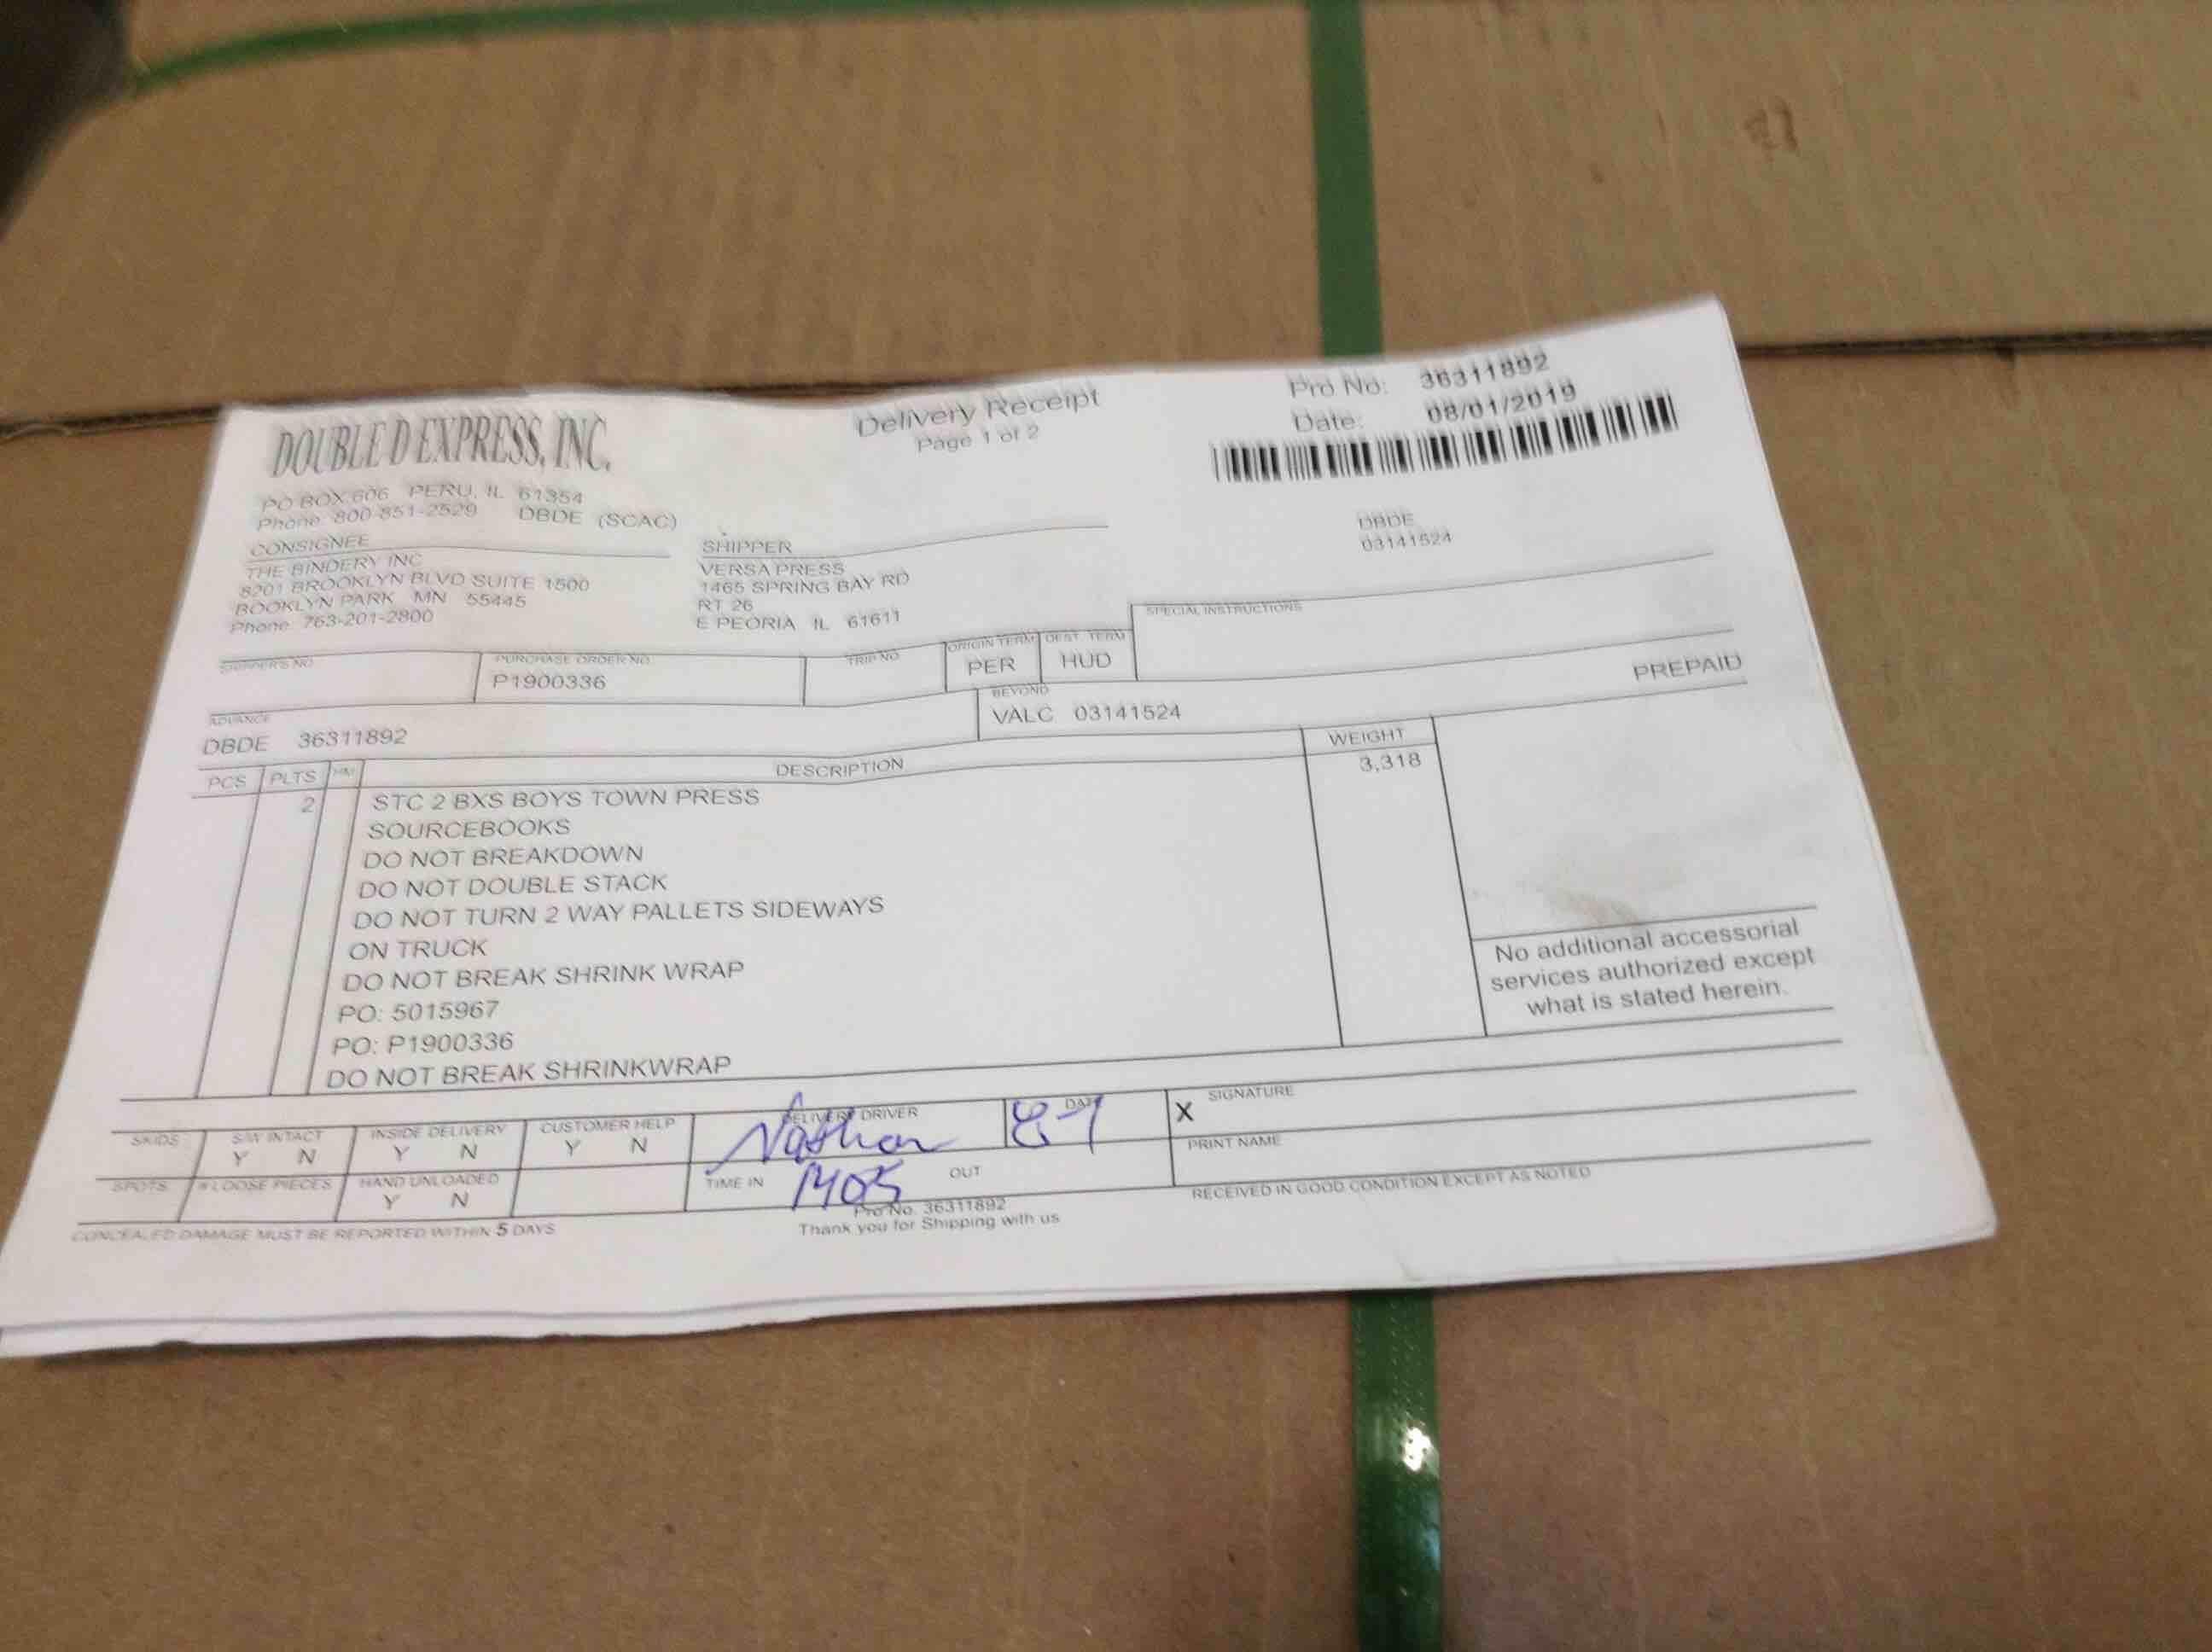 DOUBLE D EXPRESS, INC.
Delivery Receipt
Page 1 of 2
Pro No: 36311892
Date: 08/01/2019
PO BOX 606 PERU, IL 61354
Phone 800-851-2529 DBDE (SCAC)
DBDE
03141524
CONSIGNEE
THE BINDERY INC
8201 BROOKLYN BLVD SUITE 1500
BOOKLYN PARK MN 55445
Phone 763-201-2800
SHIPPER
VERSA PRESS
1465 SPRING BAY RD
RT 26
E PEORIA IL 61611
SPECIAL INSTRUCTIONS
SHIPPER'S NO
PURCHASE ORDER NO.
P1900336
TRIP NO
ORIGIN TERM
PER
DEST. TERM
HUD
PREPAID
ADVANCE
DBDE 36311892
BEYOND
VALC 03141524
PCS PLTS HM DESCRIPTION WEIGHT
2 STC 2 BXS BOYS TOWN PRESS 3,318
SOURCEBOOKS
DO NOT BREAKDOWN
DO NOT DOUBLE STACK
DO NOT TURN 2 WAY PALLETS SIDEWAYS
ON TRUCK
DO NOT BREAK SHRINK WRAP
PO: 5015967
PO: P1900336
DO NOT BREAK SHRINKWRAP
No additional accessorial
services authorized except
what is stated herein.
SKIDS
S/W INTACT
Y N
INSIDE DELIVERY
Y N
CUSTOMER HELP
Y N
DELIVERY DRIVER
Nathan
DATE
8-1
X SIGNATURE
PRINT NAME
SPOTS
# LOOSE PIECES
HAND UNLOADED
Y N
TIME IN 1405 OUT
RECEIVED IN GOOD CONDITION EXCEPT AS NOTED
CONCEALED DAMAGE MUST BE REPORTED WITHIN 5 DAYS
Pro No. 36311892
Thank you for Shipping with us